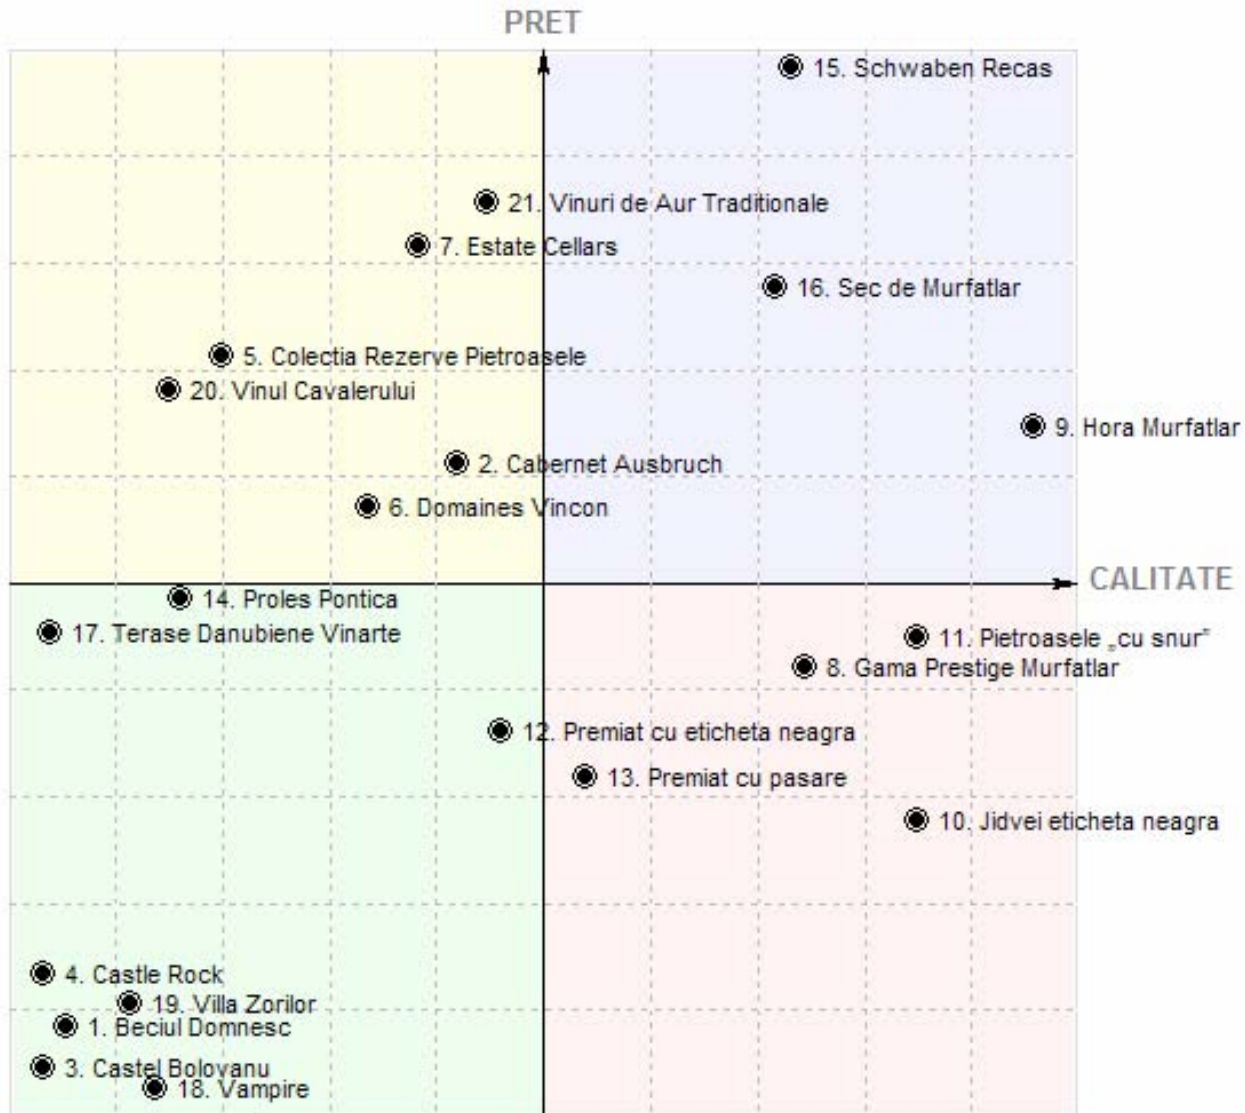 PRET
15. Schwaben Recas
21. Vinuri de Aur Traditionale
7. Estate Cellars
16. Sec de Murfatlar
5. Colectia Rezerve Pietroasele
20. Vinul Cavalerului
9. Hora Murfatlar
2. Cabernet Ausbruch
6. Domaines Vincon
CALITATE
14. Proles Pontica
17. Terase Danubiene Vinarte
11. Pietroasele „cu snur”
8. Gama Prestige Murfatlar
12. Premiat cu eticheta neagra
13. Premiat cu pasare
10. Jidvei eticheta neagra
4. Castle Rock
19. Villa Zorilor
1. Beciul Domnesc
3. Castel Bolovanu
18. Vampire